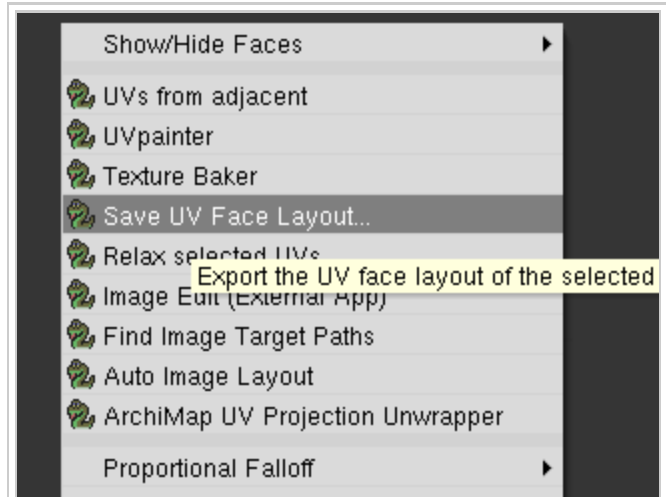 Show/Hide Faces
UVs from adjacent
UVpainter
Texture Baker
Save UV Face Layout...
Relax selected UVs
Export the UV face layout of the selected
Image Edit (External App)
Find Image Target Paths
Auto Image Layout
ArchiMap UV Projection Unwrapper
Proportional Falloff